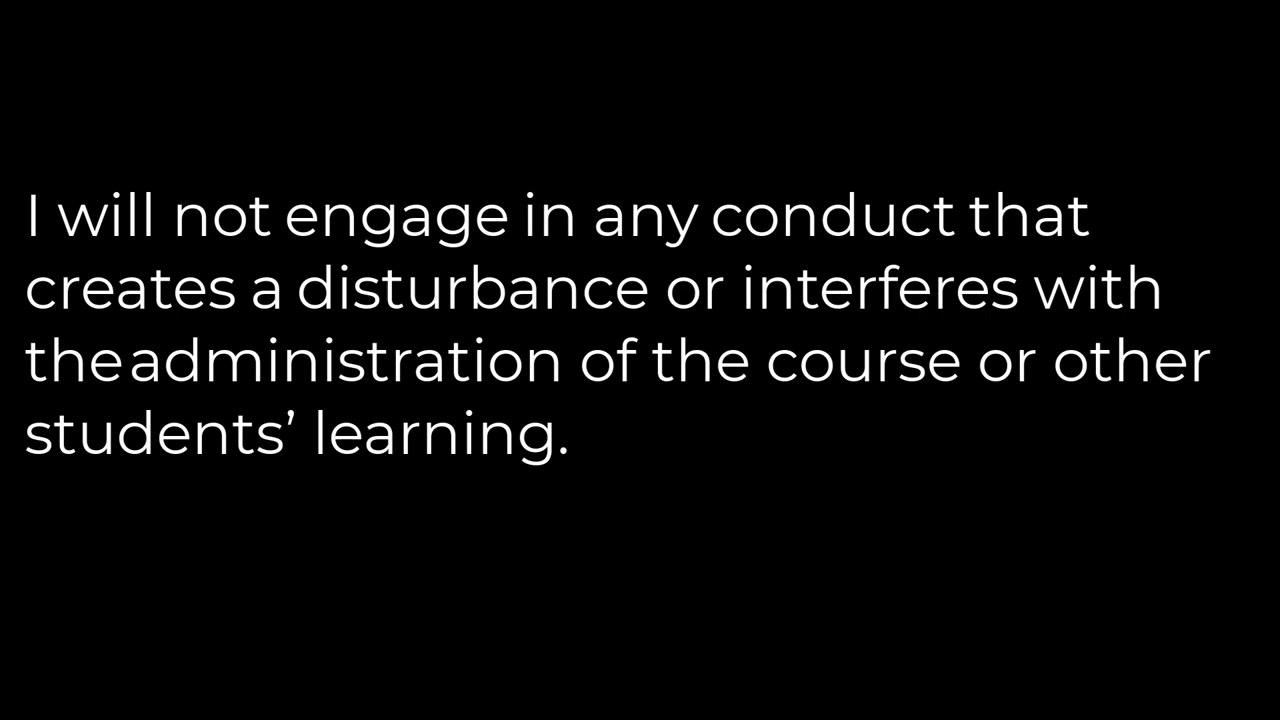 I will not engage in any conduct that
creates a disturbance or interferes with
the administration of the course or other
students’ learning.